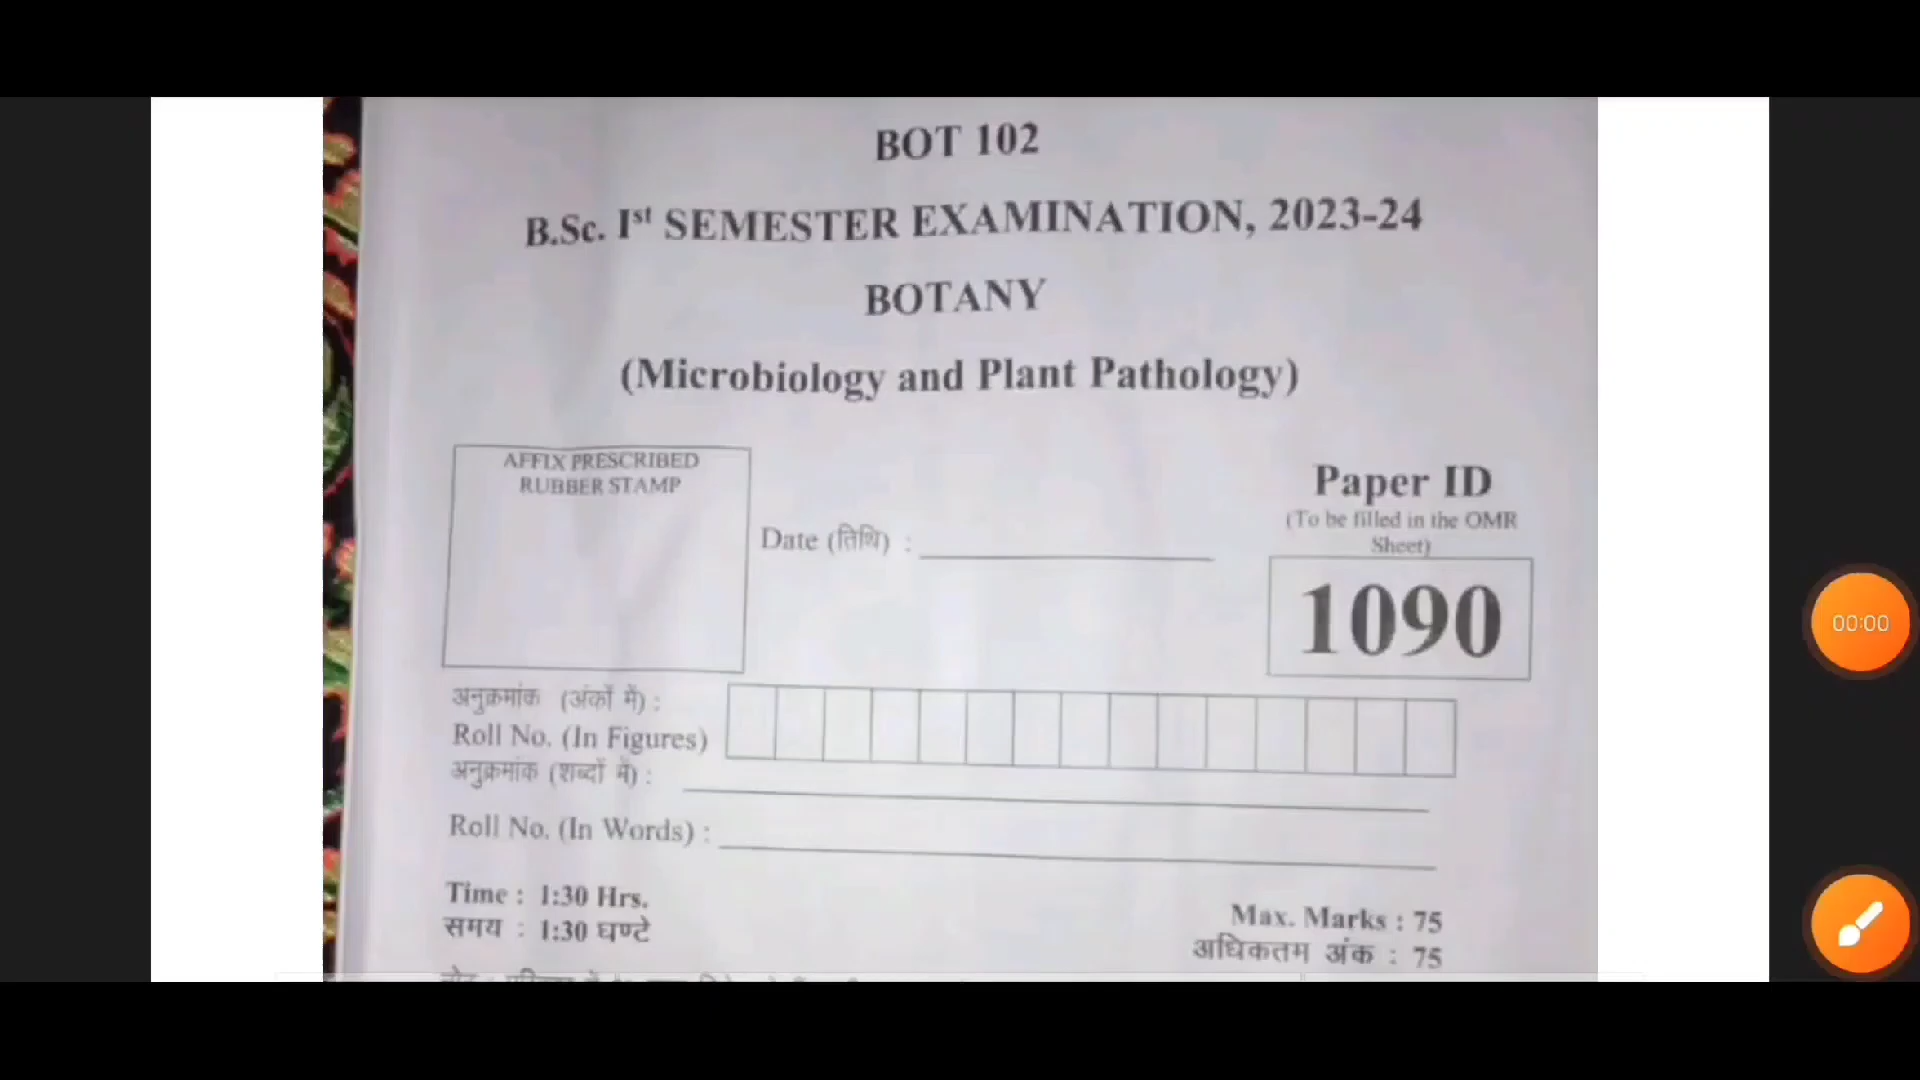 BOT 102
B.Sc. Ist SEMESTER EXAMINATION, 2023-24
BOTANY
(Microbiology and Plant Pathology)
AFFIX PRESCRIBED
RUBBER STAMP
Date (तिथि) :
Paper ID
(To be filled in the OMR
Sheet)
1090
अनुक्रमांक (अंकों में) :
Roll No. (In Figures)
अनुक्रमांक (शब्दों में) :
Roll No. (In Words) :
Time : 1:30 Hrs.
समय : 1:30 घण्टे
Max. Marks : 75
अधिकतम अंक : 75
00:00